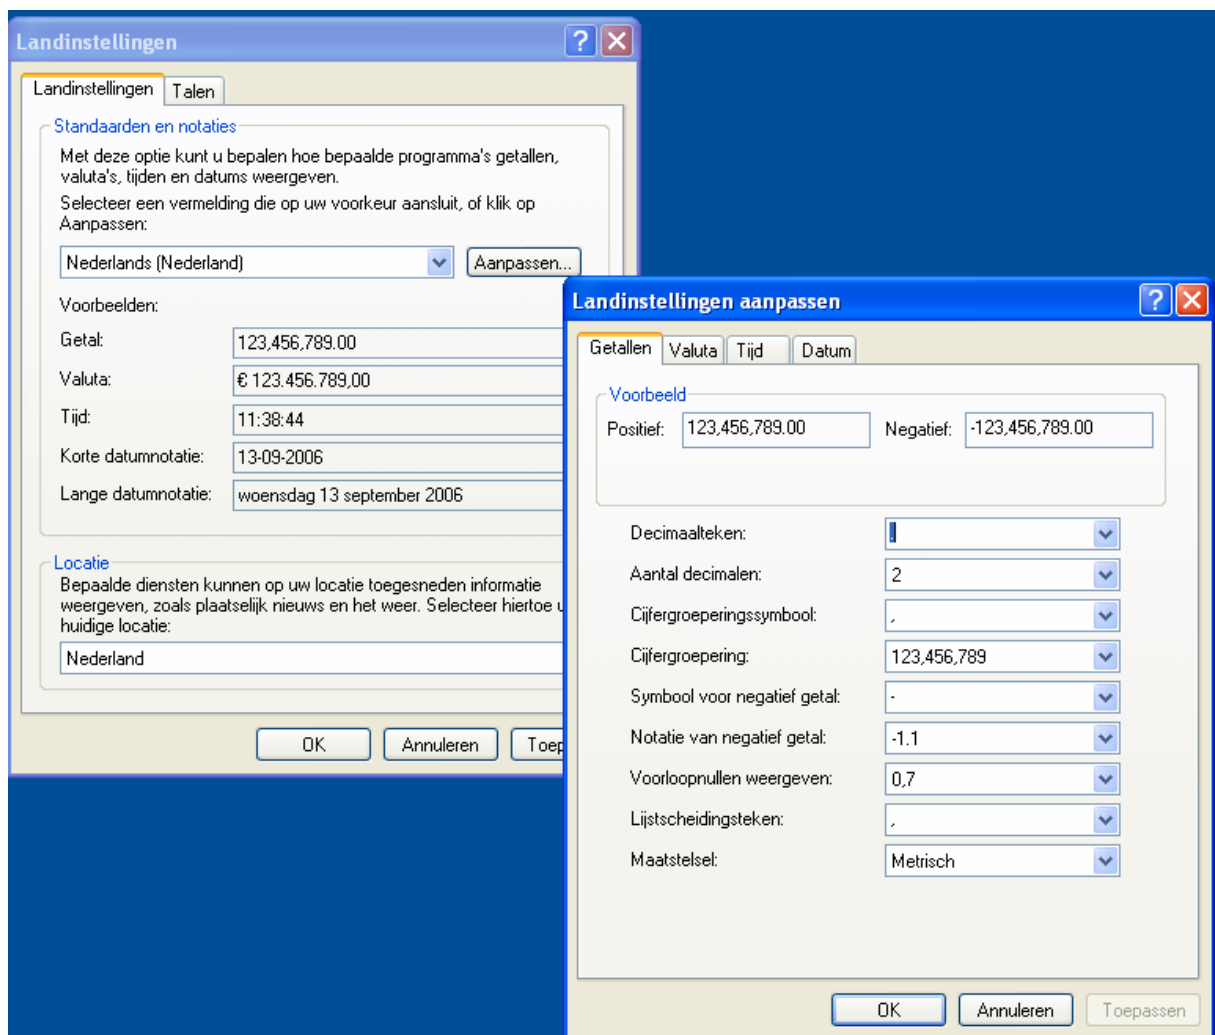 Landinstellingen
Landinstellingen Talen
Standaarden en notaties
Met deze optie kunt u bepalen hoe bepaalde programma's getallen,
valuta's, tijden en datums weergeven.
Selecteer een vermelding die op uw voorkeur aansluit, of klik op
Aanpassen:
Nederlands (Nederland) Aanpassen...
Voorbeelden:
Getal: 123,456,789.00
Valuta: € 123.456.789,00
Tijd: 11:38:44
Korte datumnotatie: 13-09-2006
Lange datumnotatie: woensdag 13 september 2006
Locatie
Bepaalde diensten kunnen op uw locatie toegesneden informatie
weergeven, zoals plaatselijk nieuws en het weer. Selecteer hiertoe
huidige locatie:
Nederland
OK Annuleren
Landinstellingen aanpassen
Getallen Valuta Tijd Datum
Voorbeeld
Positief: 123,456,789.00 Negatief: -123,456,789.00
Decimaalteken: .
Aantal decimalen: 2
Cijfergroeperingssymbool: ,
Cijfergroepering: 123,456,789
Symbool voor negatief getal: -
Notatie van negatief getal: -1.1
Voorloopnullen weergeven: 0,7
Lijstscheidingsteken: ,
Maatstelsel: Metrisch
OK Annuleren Toepassen